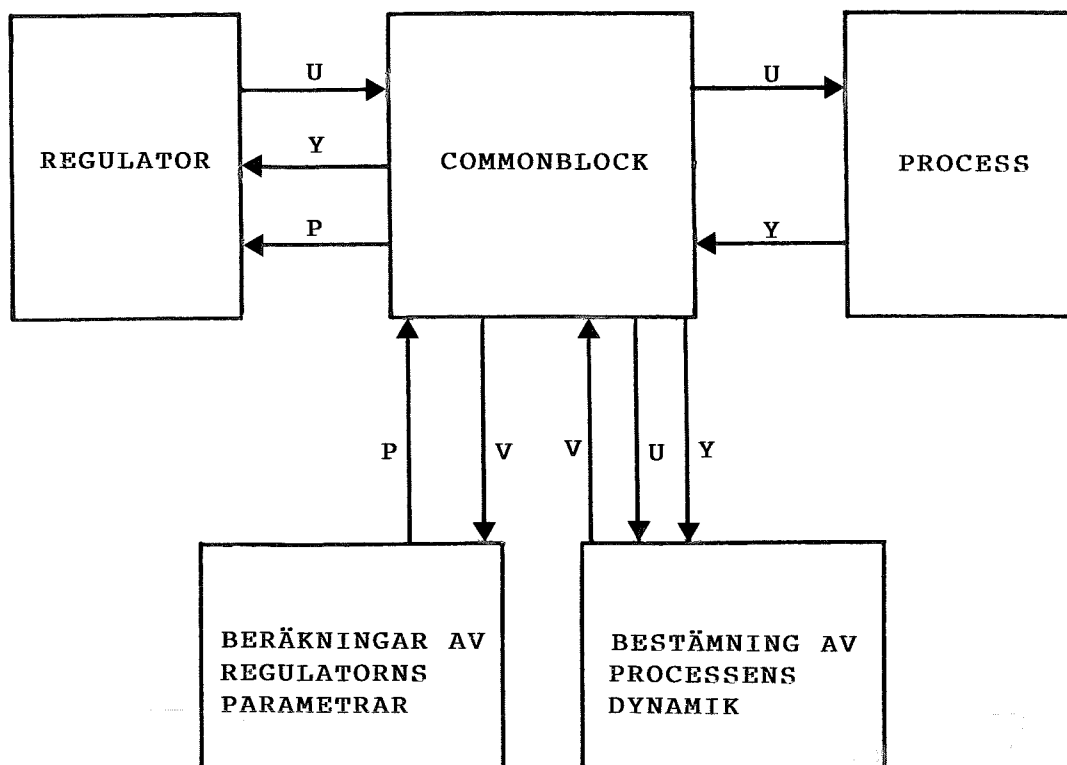 U
U
Y
REGULATOR
COMMONBLOCK
PROCESS
P
Y
P
V
V
U
Y
BERÄKNINGAR AV
REGULATORNS
PARAMETRAR
BESTÄMNING AV
PROCESSENS
DYNAMIK